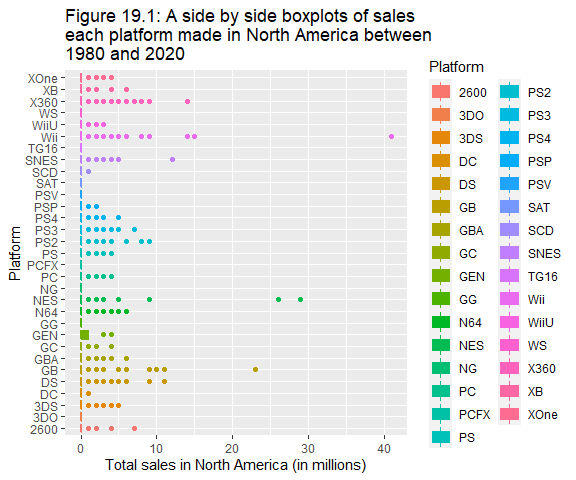 Figure 19.1: A side by side boxplots of sales
each platform made in North America between
1980 and 2020
Platform
XOne
XB
X360
WS
WiiU
Wii
TG16
SNES
SCD
SAT
PSV
PSP
PS4
PS3
PS2
PS
PCFX
PC
NG
NES
N64
GG
GEN
GC
GBA
GB
DS
DC
3DS
3DO
2600
0 10 20 30 40
Total sales in North America (in millions)
Platform
2600
3DO
3DS
DC
DS
GB
GBA
GC
GEN
GG
N64
NES
NG
PC
PCFX
PS
PS2
PS3
PS4
PSP
PSV
SAT
SCD
SNES
TG16
Wii
WiiU
WS
X360
XB
XOne